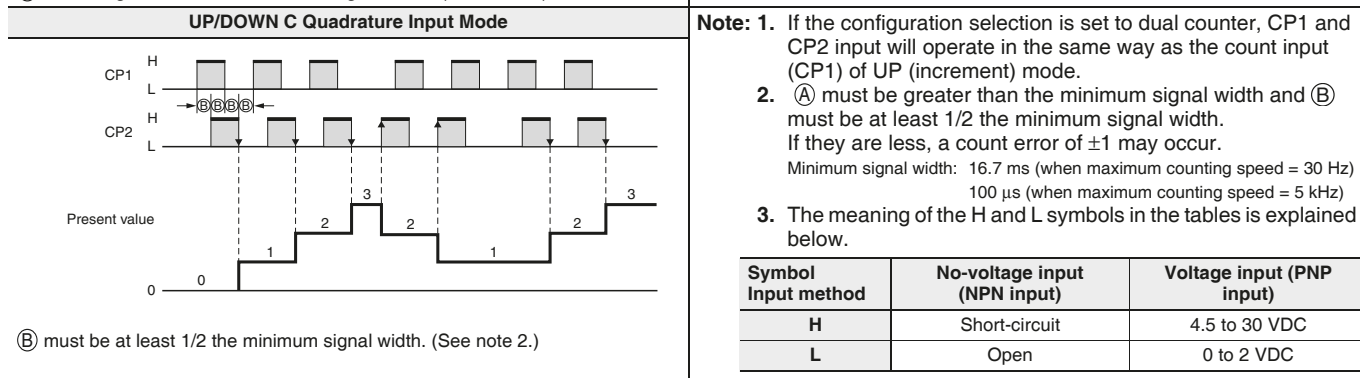 UP/DOWN C Quadrature Input Mode
CP1
H
L
Ⓑ Ⓑ Ⓑ Ⓑ
CP2
H
L
Present value
0
0
1
2
3
2
1
2
3
Ⓑ must be at least 1/2 the minimum signal width. (See note 2.)
Note: 1. If the configuration selection is set to dual counter, CP1 and
CP2 input will operate in the same way as the count input
(CP1) of UP (increment) mode.
2. Ⓐ must be greater than the minimum signal width and Ⓑ
must be at least 1/2 the minimum signal width.
If they are less, a count error of ±1 may occur.
Minimum signal width: 16.7 ms (when maximum counting speed = 30 Hz)
100 μs (when maximum counting speed = 5 kHz)
3. The meaning of the H and L symbols in the tables is explained
below.
Symbol
Input method
No-voltage input
(NPN input)
Voltage input (PNP
input)
H Short-circuit 4.5 to 30 VDC
L Open 0 to 2 VDC